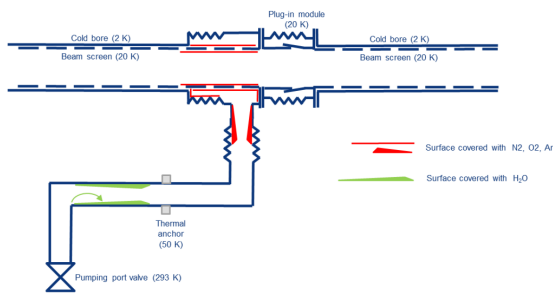 Plug-in module
(20 K)
Cold bore (2 K)
Cold bore (2 K)
Beam screen (20 K)
Beam screen (20 K)
Surface covered with N2, O2, Ar
Surface covered with H₂O
Thermal
anchor
(50 K)
Pumping port valve (293 K)